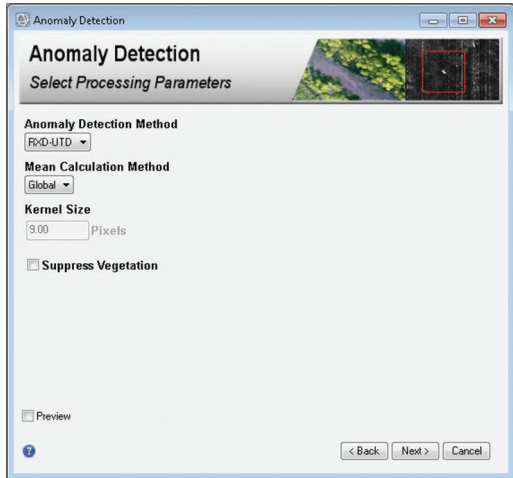 Anomaly Detection
Anomaly Detection
Select Processing Parameters
Anomaly Detection Method
RXD-UTD
Mean Calculation Method
Global
Kernel Size
9.00 Pixels
Suppress Vegetation
Preview
?
< Back Next > Cancel